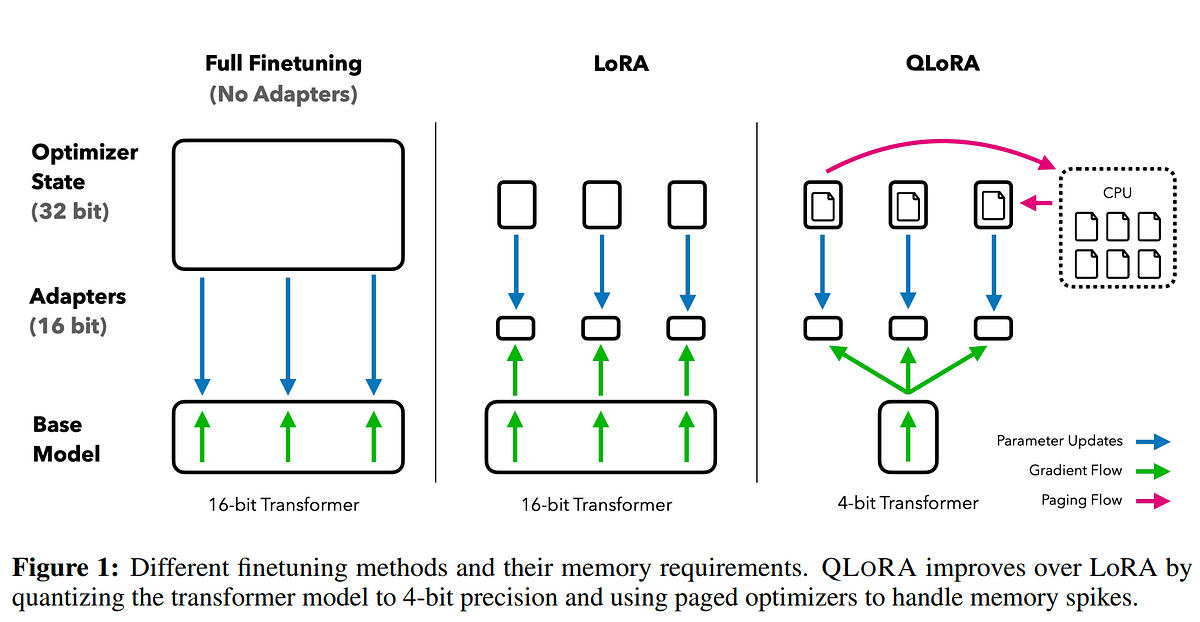 Full Finetuning
(No Adapters)
LoRA
QLoRA
Optimizer
State
(32 bit)
CPU
Adapters
(16 bit)
Base
Model
Parameter Updates
Gradient Flow
Paging Flow
16-bit Transformer
16-bit Transformer
4-bit Transformer
Figure 1: Different finetuning methods and their memory requirements. QLORA improves over LoRA by
quantizing the transformer model to 4-bit precision and using paged optimizers to handle memory spikes.